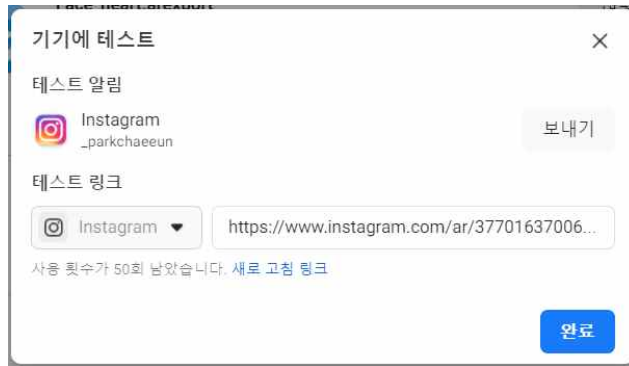 기기에 테스트
테스트 알림
Instagram
_parkchaeeun
보내기
테스트 링크
Instagram
https://www.instagram.com/ar/37701637006...
사용 횟수가 50회 남았습니다. 새로 고침 링크
완료